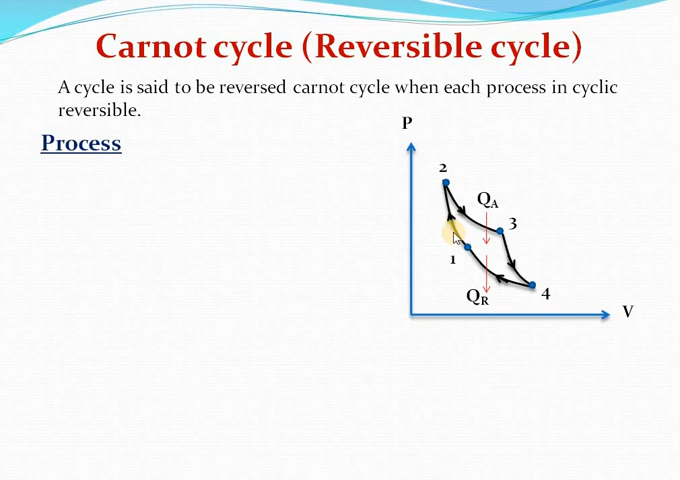 Carnot cycle (Reversible cycle)
A cycle is said to be reversed carnot cycle when each process in cyclic
reversible.
Process
P
2
QA
3
1
QR
4
V